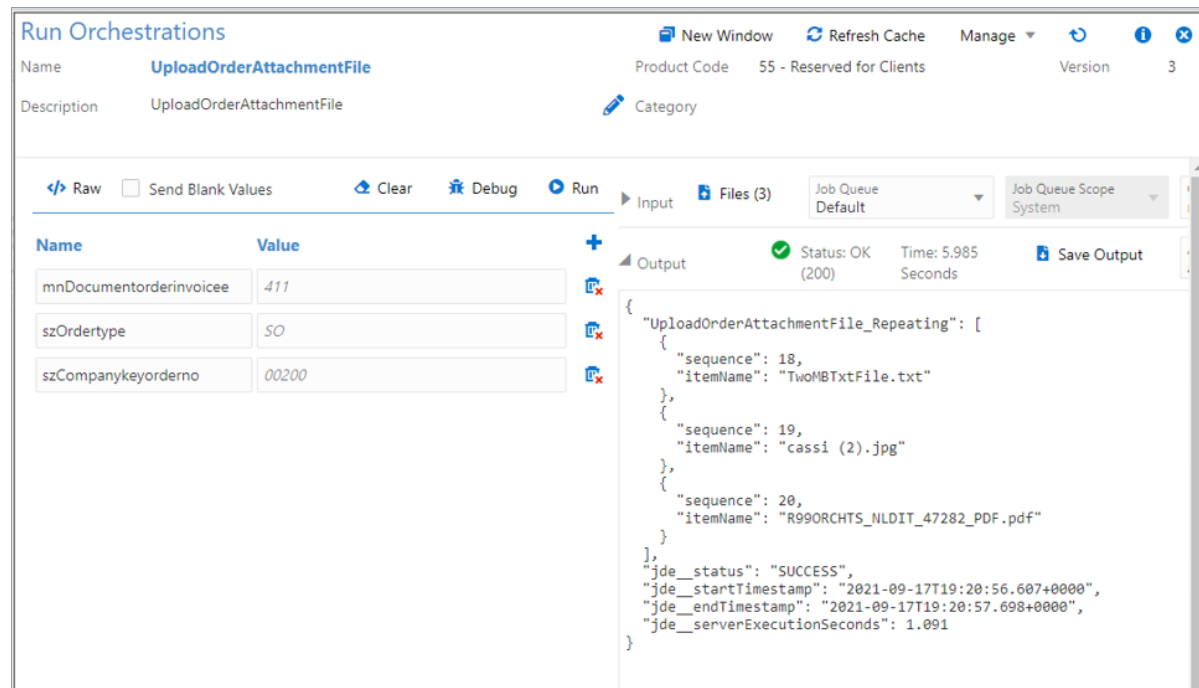 Run Orchestrations
New Window Refresh Cache Manage
Name UploadOrderAttachmentFile Product Code 55 - Reserved for Clients Version 3
Description UploadOrderAttachmentFile Category
</> Raw Send Blank Values Clear Debug Run
Input Files (3) Job Queue Default Job Queue Scope System
Name Value
Output Status: OK (200) Time: 5.985 Seconds Save Output
mnDocumentorderinvoicee 411
szOrdertype SO
szCompanykeyorderno 00200
{
"UploadOrderAttachmentFile_Repeating": [
{
"sequence": 18,
"itemName": "TwoMBTxtFile.txt"
},
{
"sequence": 19,
"itemName": "cassi (2).jpg"
},
{
"sequence": 20,
"itemName": "R99ORCHTS_NLDIT_47282_PDF.pdf"
}
],
"jde__status": "SUCCESS",
"jde__startTimestamp": "2021-09-17T19:20:56.607+0000",
"jde__endTimestamp": "2021-09-17T19:20:57.698+0000",
"jde__serverExecutionSeconds": 1.091
}